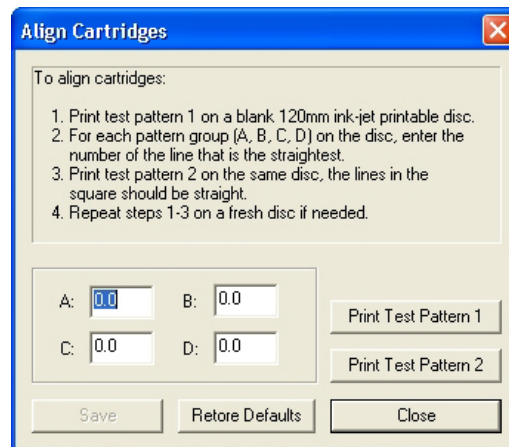 Align Cartridges
To align cartridges:
1. Print test pattern 1 on a blank 120mm ink-jet printable disc.
2. For each pattern group (A, B, C, D) on the disc, enter the
number of the line that is the straightest.
3. Print test pattern 2 on the same disc, the lines in the
square should be straight.
4. Repeat steps 1-3 on a fresh disc if needed.
A: 0.0 B: 0.0
Print Test Pattern 1
C: 0.0 D: 0.0
Print Test Pattern 2
Save Retore Defaults Close